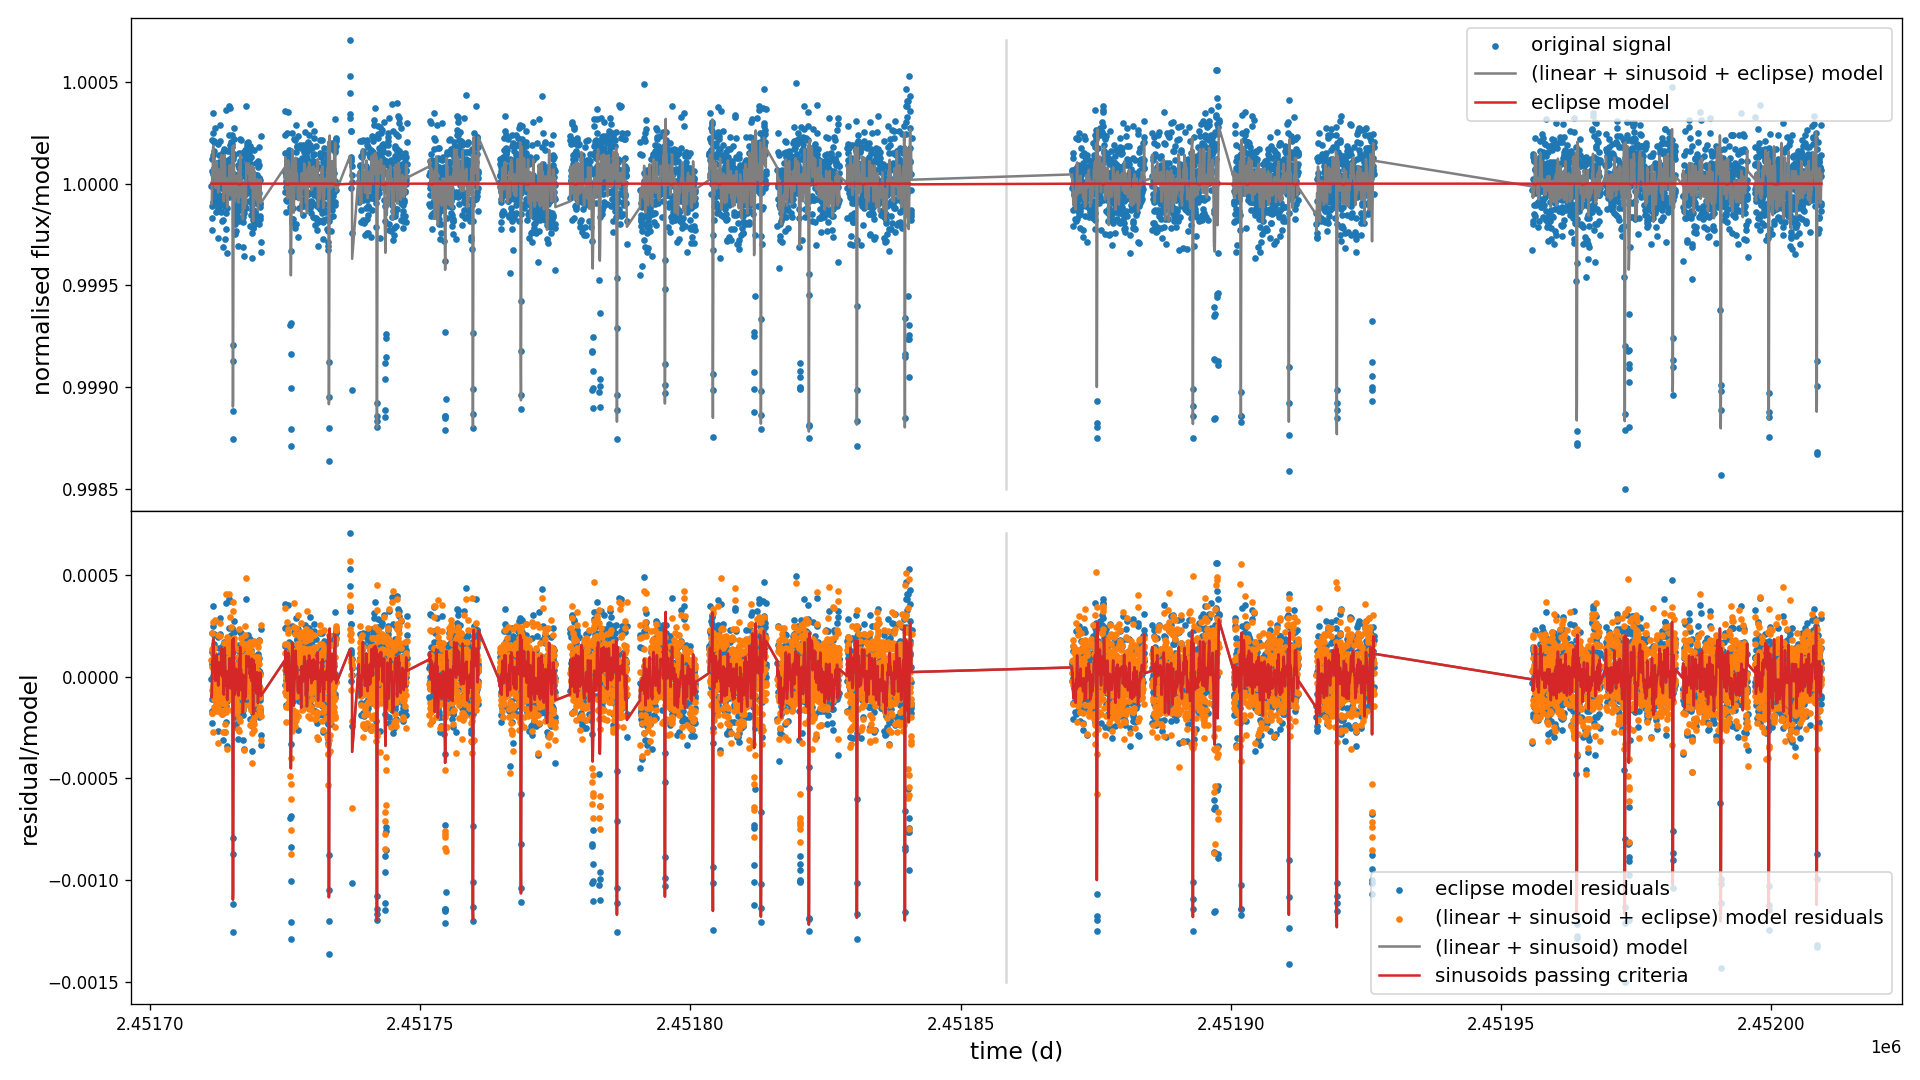 original signal
(linear + sinusoid + eclipse) model
eclipse model
normalised flux/model
1.0005
1.0000
0.9995
0.9990
0.9985
residual/model
0.0005
0.0000
−0.0005
−0.0010
−0.0015
eclipse model residuals
(linear + sinusoid + eclipse) model residuals
(linear + sinusoid) model
sinusoids passing criteria
2.45170 2.45175 2.45180 2.45185 2.45190 2.45195 2.45200
time (d)
1e6